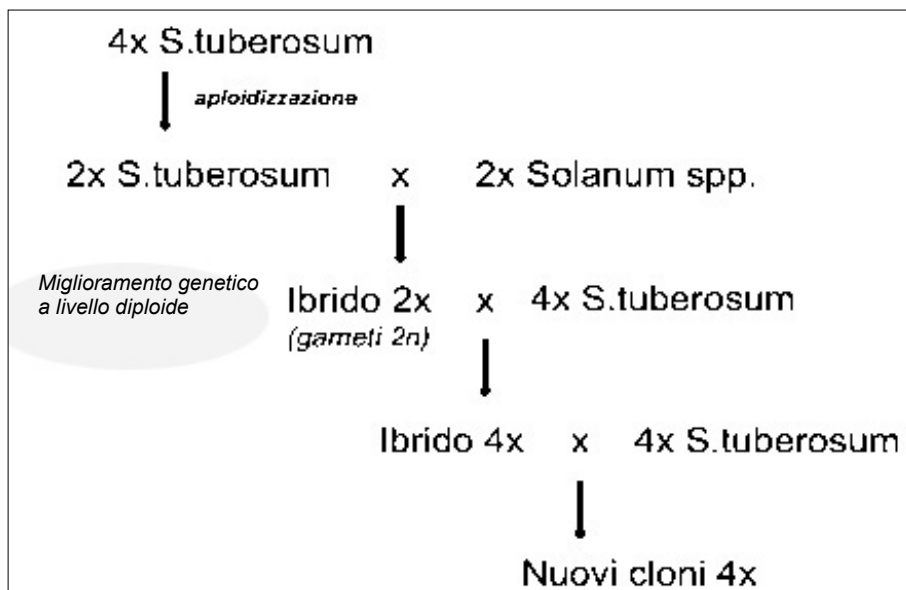 4x S.tuberosum
aploidizzazione
2x S.tuberosum x 2x Solanum spp.
Miglioramento genetico
a livello diploide
Ibrido 2x x 4x S.tuberosum
(gameti 2n)
Ibrido 4x x 4x S.tuberosum
Nuovi cloni 4x